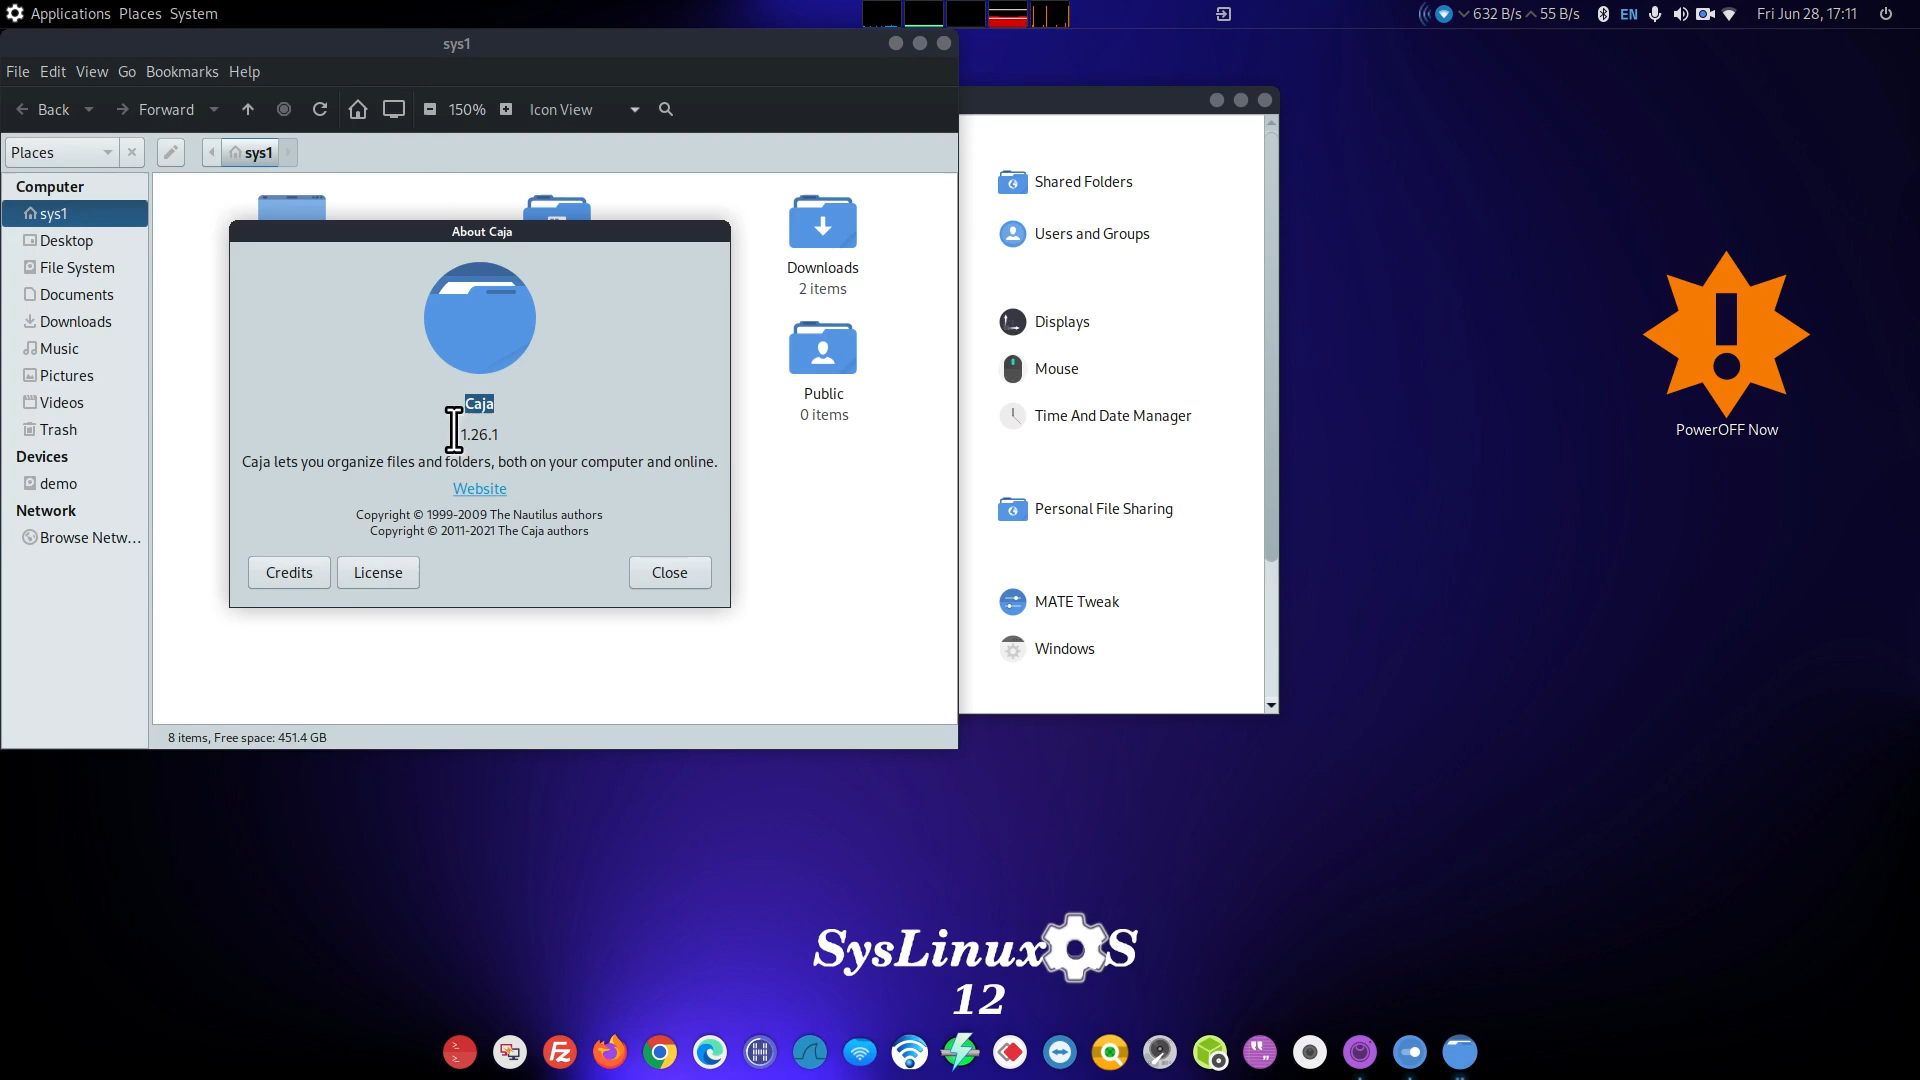 Applications Places System
632 B/s 55 B/s EN Fri Jun 28, 17:11
sys1
File Edit View Go Bookmarks Help
Back Forward 150% Icon View
Places
sys1
Computer
sys1
Desktop
File System
Documents
Downloads
Music
Pictures
Videos
Trash
Devices
demo
Network
Browse Netw...
Downloads
2 items
Public
0 items
About Caja
Caja
1.26.1
Caja lets you organize files and folders, both on your computer and online.
Website
Copyright © 1999-2009 The Nautilus authors
Copyright © 2011-2021 The Caja authors
Credits License Close
8 items, Free space: 451.4 GB
Shared Folders
Users and Groups
Displays
Mouse
Time And Date Manager
Personal File Sharing
MATE Tweak
Windows
PowerOFF Now
SysLinuxOS
12